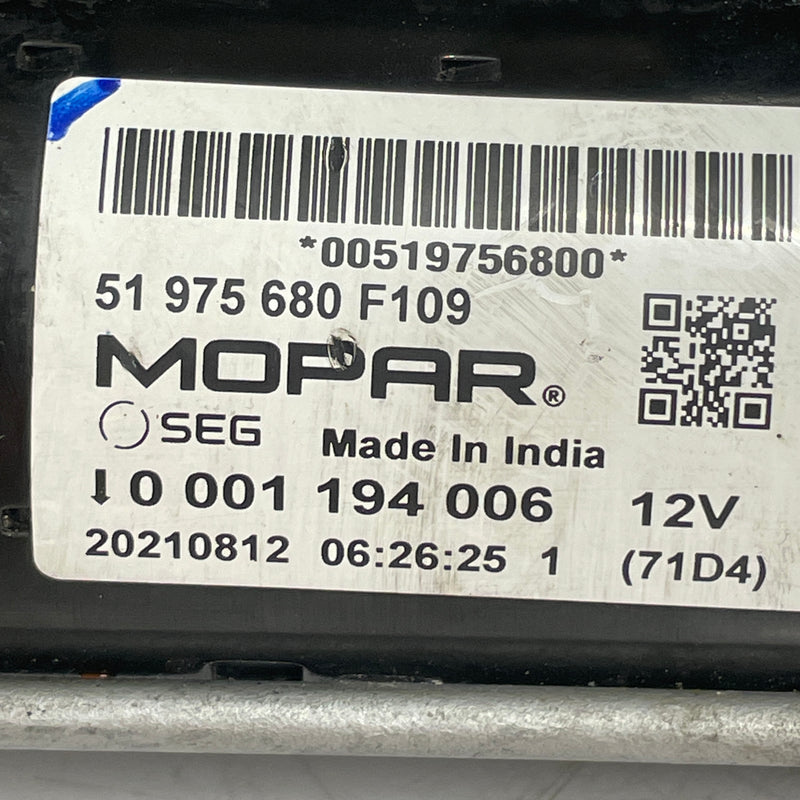 *00519756800*
51 975 680 F109
MOPAR®
SEG Made In India
↓0 001 194 006 12V
20210812 06:26:25 1 (71D4)